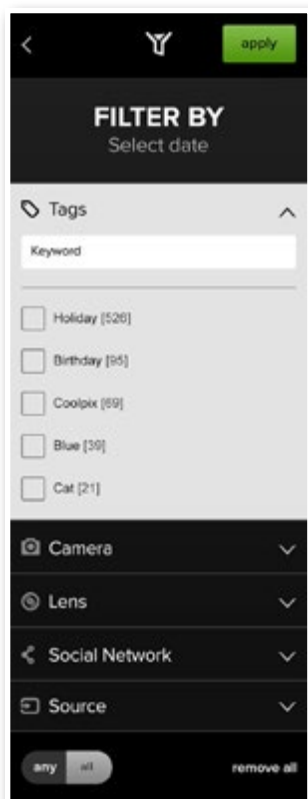 apply
FILTER BY
Select date
Tags
Keyword
Holiday [526]
Birthday [95]
Coolpix [69]
Blue [39]
Cat [21]
Camera
Lens
Social Network
Source
any all remove all